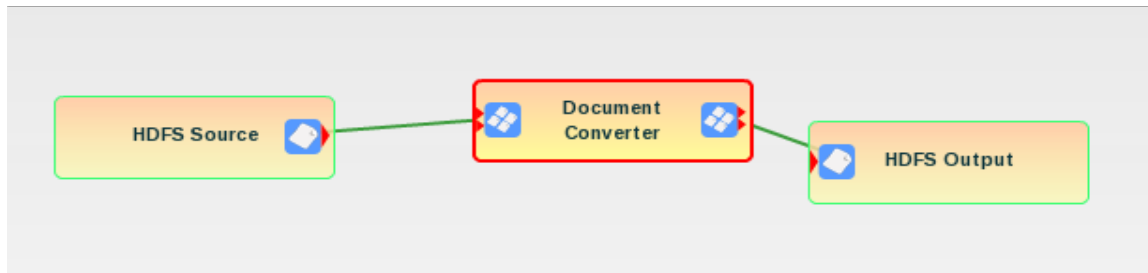 HDFS Source
Document
Converter
HDFS Output